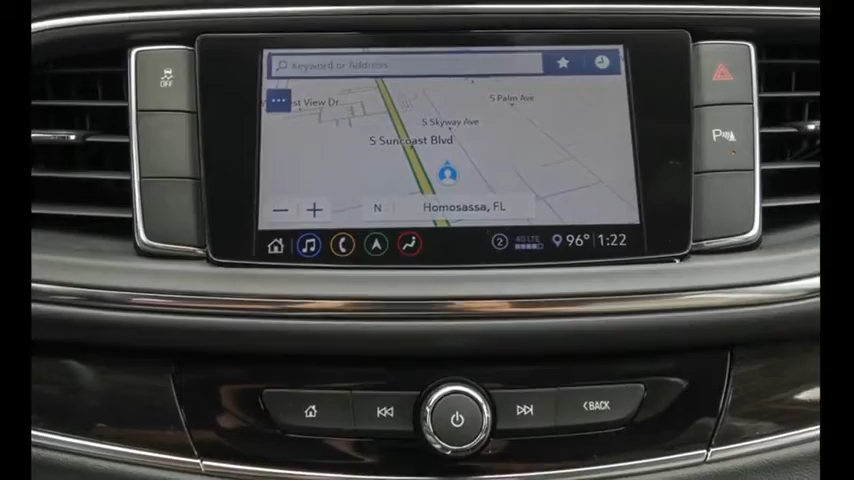 Keyword or Address
OFF
st View Dr
S Palm Ave
S Skyway Ave
S Suncoast Blvd
P
N
Homosassa, FL
2
4G LTE
96°
1:22
BACK